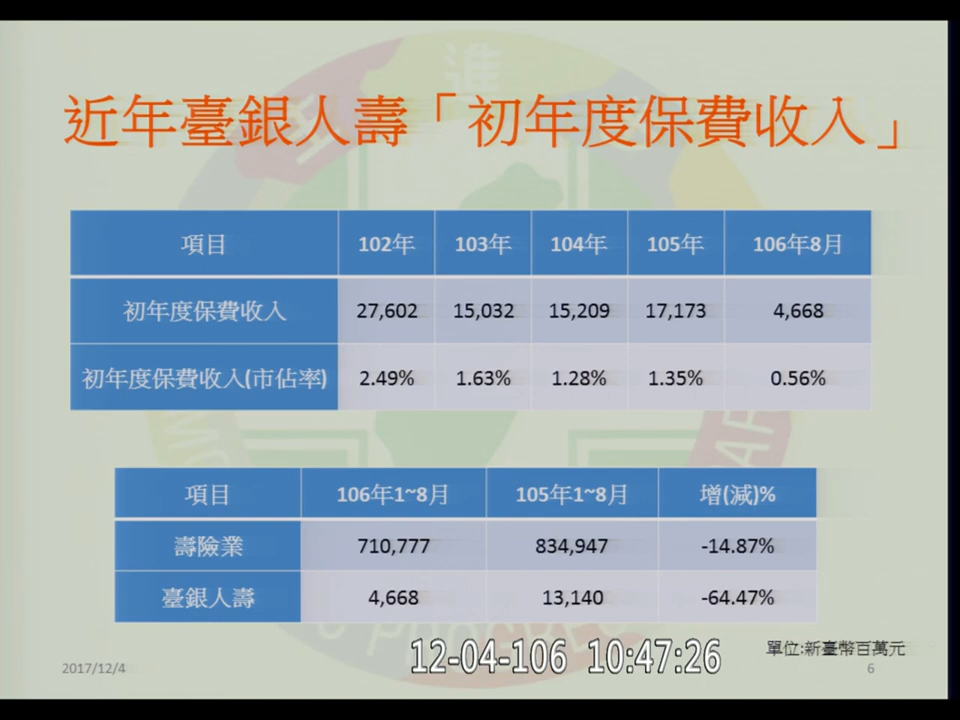 近年臺銀人壽「初年度保費收入」
項目 102年 103年 104年 105年 106年8月
初年度保費收入 27,602 15,032 15,209 17,173 4,668
初年度保費收入(市佔率) 2.49% 1.63% 1.28% 1.35% 0.56%
項目 106年1~8月 105年1~8月 增(減)%
壽險業 710,777 834,947 -14.87%
臺銀人壽 4,668 13,140 -64.47%
單位:新臺幣百萬元
2017/12/4
12-04-106 10:47:26
6